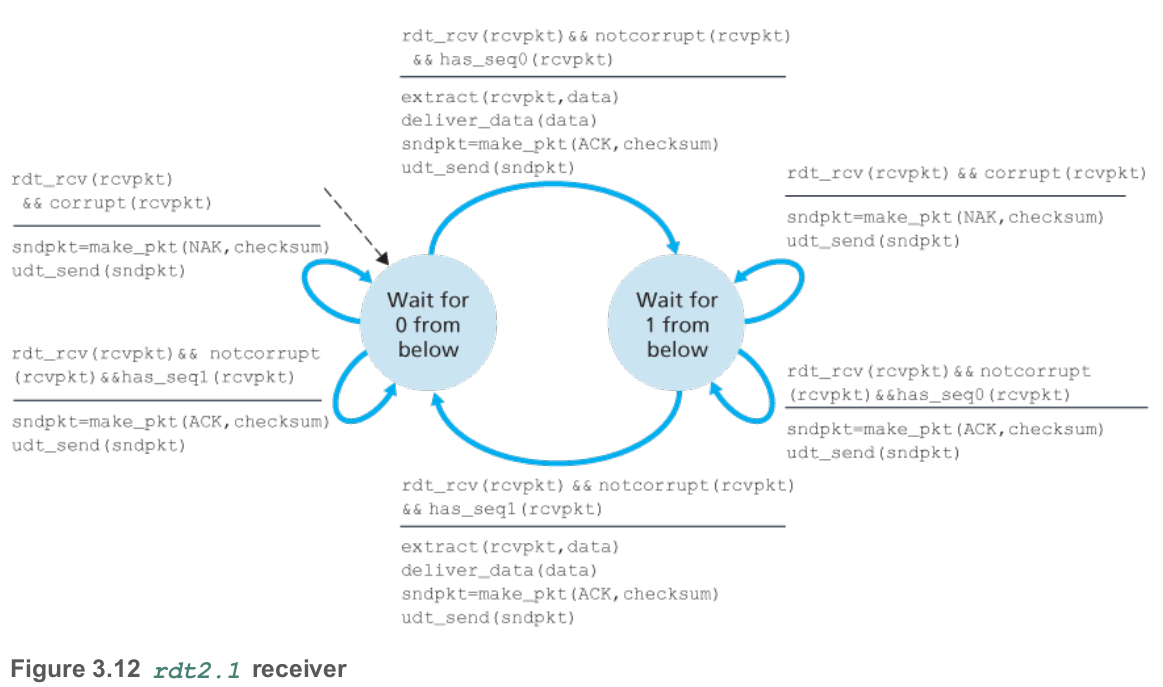 rdt_rcv(rcvpkt)&& notcorrupt(rcvpkt)
&& has_seq0(rcvpkt)
extract(rcvpkt,data)
deliver_data(data)
sndpkt=make_pkt(ACK,checksum)
udt_send(sndpkt)
rdt_rcv(rcvpkt)
&& corrupt(rcvpkt)
sndpkt=make_pkt(NAK,checksum)
udt_send(sndpkt)
rdt_rcv(rcvpkt) && corrupt(rcvpkt)
sndpkt=make_pkt(NAK,checksum)
udt_send(sndpkt)
Wait for
0 from
below
Wait for
1 from
below
rdt_rcv(rcvpkt)&& notcorrupt
(rcvpkt)&&has_seq1(rcvpkt)
sndpkt=make_pkt(ACK,checksum)
udt_send(sndpkt)
rdt_rcv(rcvpkt)&& notcorrupt
(rcvpkt)&&has_seq0(rcvpkt)
sndpkt=make_pkt(ACK,checksum)
udt_send(sndpkt)
rdt_rcv(rcvpkt) && notcorrupt(rcvpkt)
&& has_seq1(rcvpkt)
extract(rcvpkt,data)
deliver_data(data)
sndpkt=make_pkt(ACK,checksum)
udt_send(sndpkt)
Figure 3.12 rdt2.1 receiver